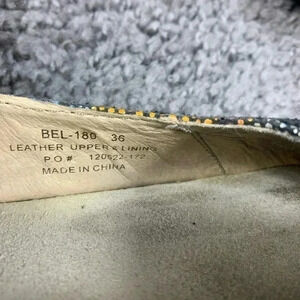 BEL-180 36
LEATHER UPPER & LINING
P.O# 120622-172
MADE IN CHINA